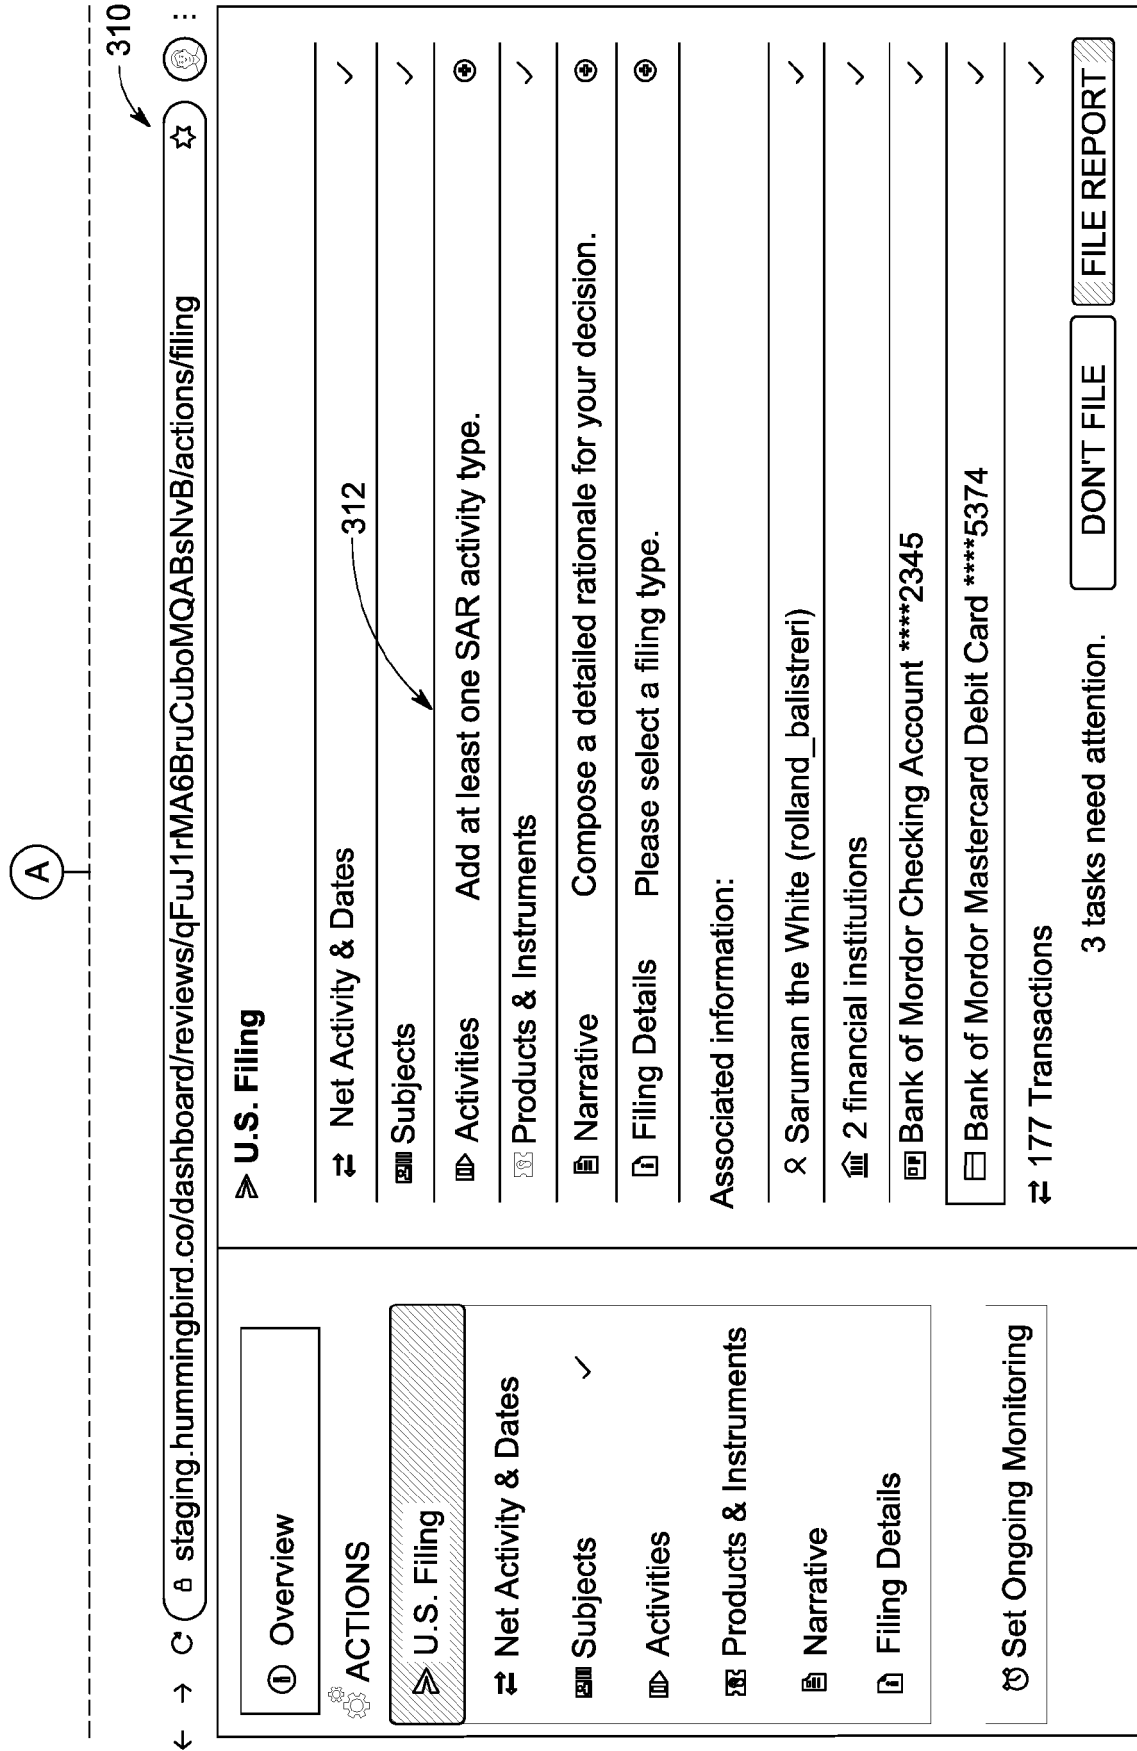 A
310
staging.hummingbird.co/dashboard/reviews/qFuJ1rMA6BruCuboMQABsNvB/actions/filing
Overview
ACTIONS
U.S. Filing
Net Activity & Dates
Subjects
Activities
Products & Instruments
Narrative
Filing Details
Set Ongoing Monitoring
U.S. Filing
Net Activity & Dates
312
Subjects
Activities Add at least one SAR activity type.
Products & Instruments
Narrative Compose a detailed rationale for your decision.
Filing Details Please select a filing type.
Associated information:
Saruman the White (rolland_balistreri)
2 financial institutions
Bank of Mordor Checking Account ****2345
Bank of Mordor Mastercard Debit Card ****5374
177 Transactions
3 tasks need attention. DON'T FILE FILE REPORT